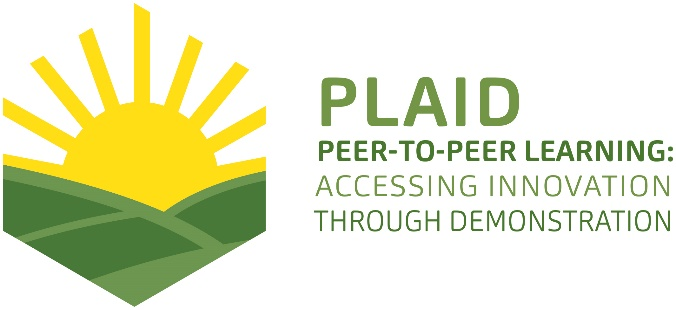 PLAID
PEER-TO-PEER LEARNING:
ACCESSING INNOVATION
THROUGH DEMONSTRATION